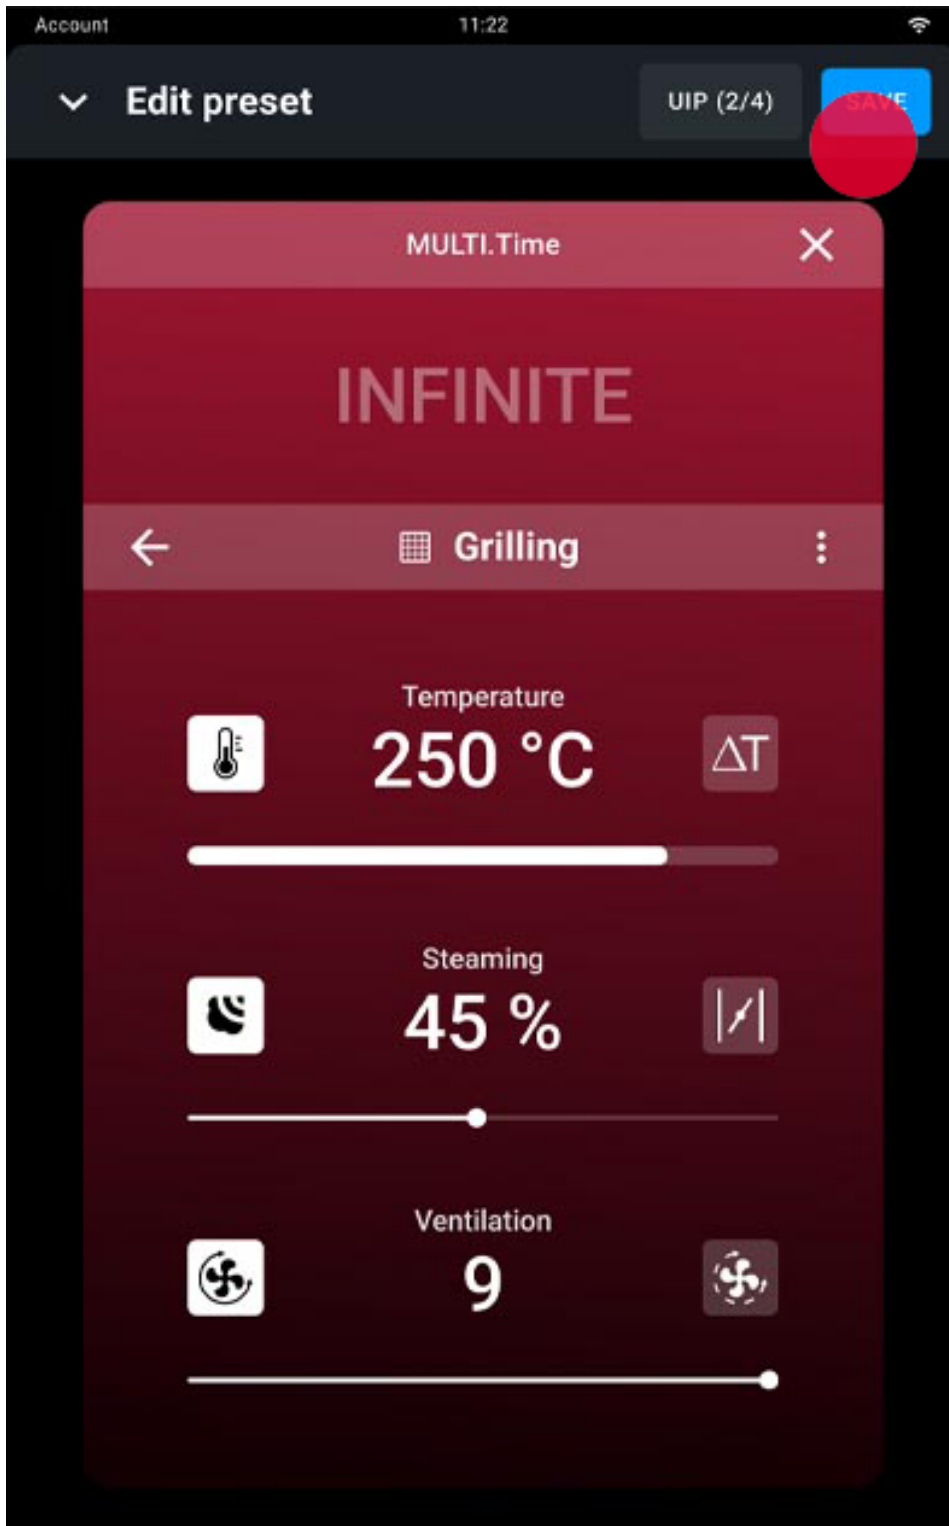 Account 11:22
Edit preset UIP (2/4) SAVE
MULTI.Time
INFINITE
Grilling
Temperature
250 °C ΔT
Steaming
45 %
Ventilation
9